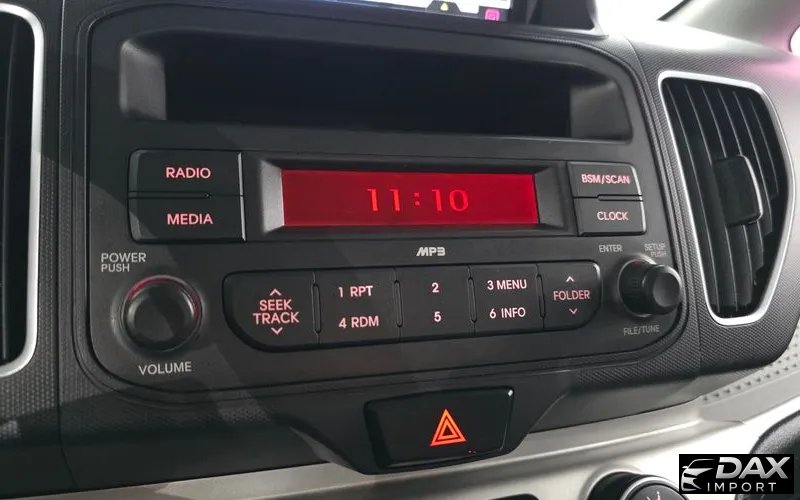 RADIO
MEDIA
11:10
BSM/SCAN
CLOCK
MP3
POWER
PUSH
VOLUME
SEEK
TRACK
1 RPT
4 RDM
2
5
3 MENU
6 INFO
FOLDER
ENTER
SETUP
PUSH
FILE/TUNE
DAX
IMPORT